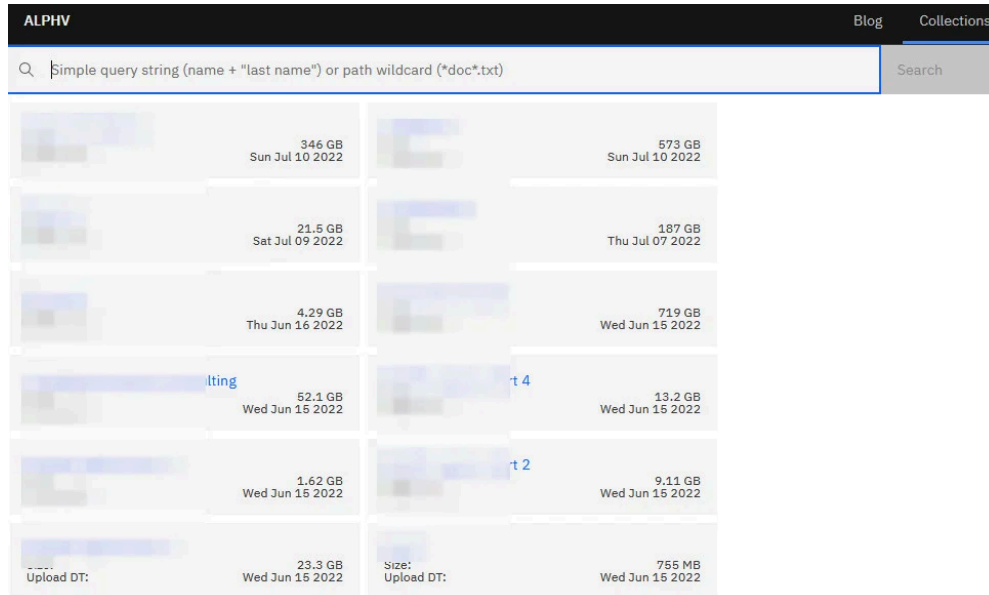 ALPHV Blog Collections
Simple query string (name + "last name") or path wildcard (*doc*.txt) Search
346 GB
Sun Jul 10 2022
573 GB
Sun Jul 10 2022
21.5 GB
Sat Jul 09 2022
187 GB
Thu Jul 07 2022
4.29 GB
Thu Jun 16 2022
719 GB
Wed Jun 15 2022
lting
52.1 GB
Wed Jun 15 2022
rt 4
13.2 GB
Wed Jun 15 2022
1.62 GB
Wed Jun 15 2022
rt 2
9.11 GB
Wed Jun 15 2022
23.3 GB
Upload DT: Wed Jun 15 2022
Size: 755 MB
Upload DT: Wed Jun 15 2022